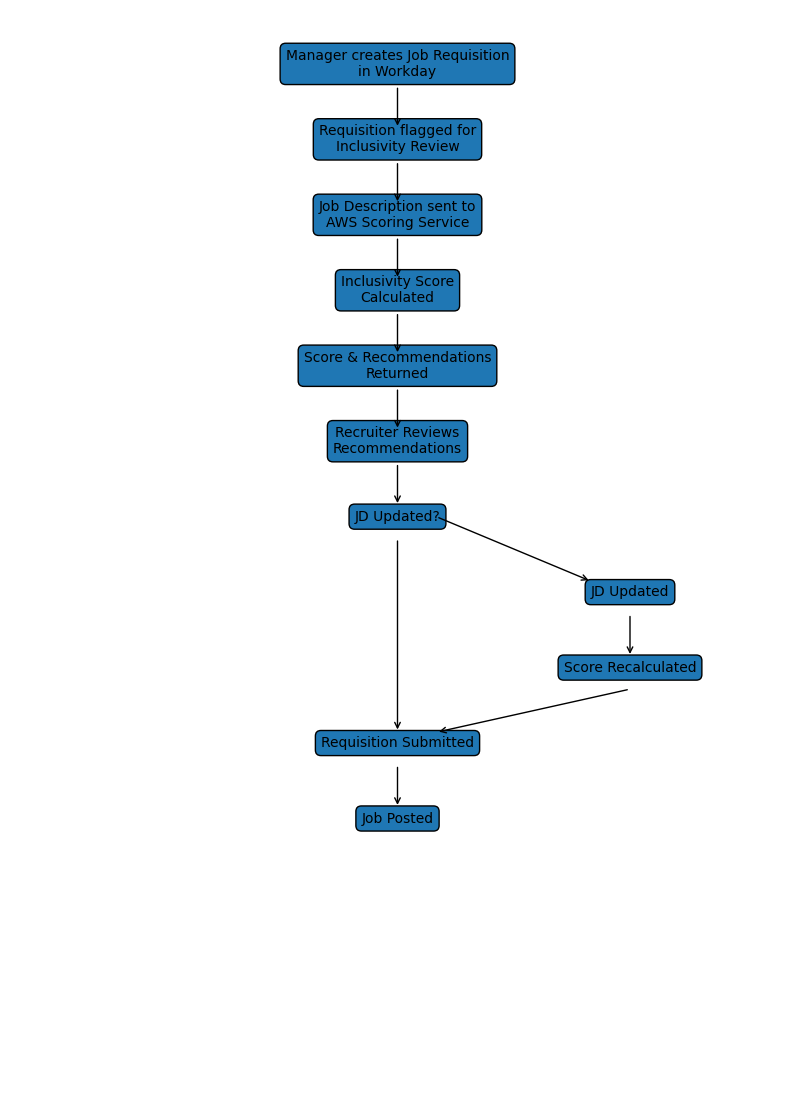 Manager creates Job Requisition
in Workday
Requisition flagged for
Inclusivity Review
Job Description sent to
AWS Scoring Service
Inclusivity Score
Calculated
Score & Recommendations
Returned
Recruiter Reviews
Recommendations
JD Updated?
JD Updated
Score Recalculated
Requisition Submitted
Job Posted